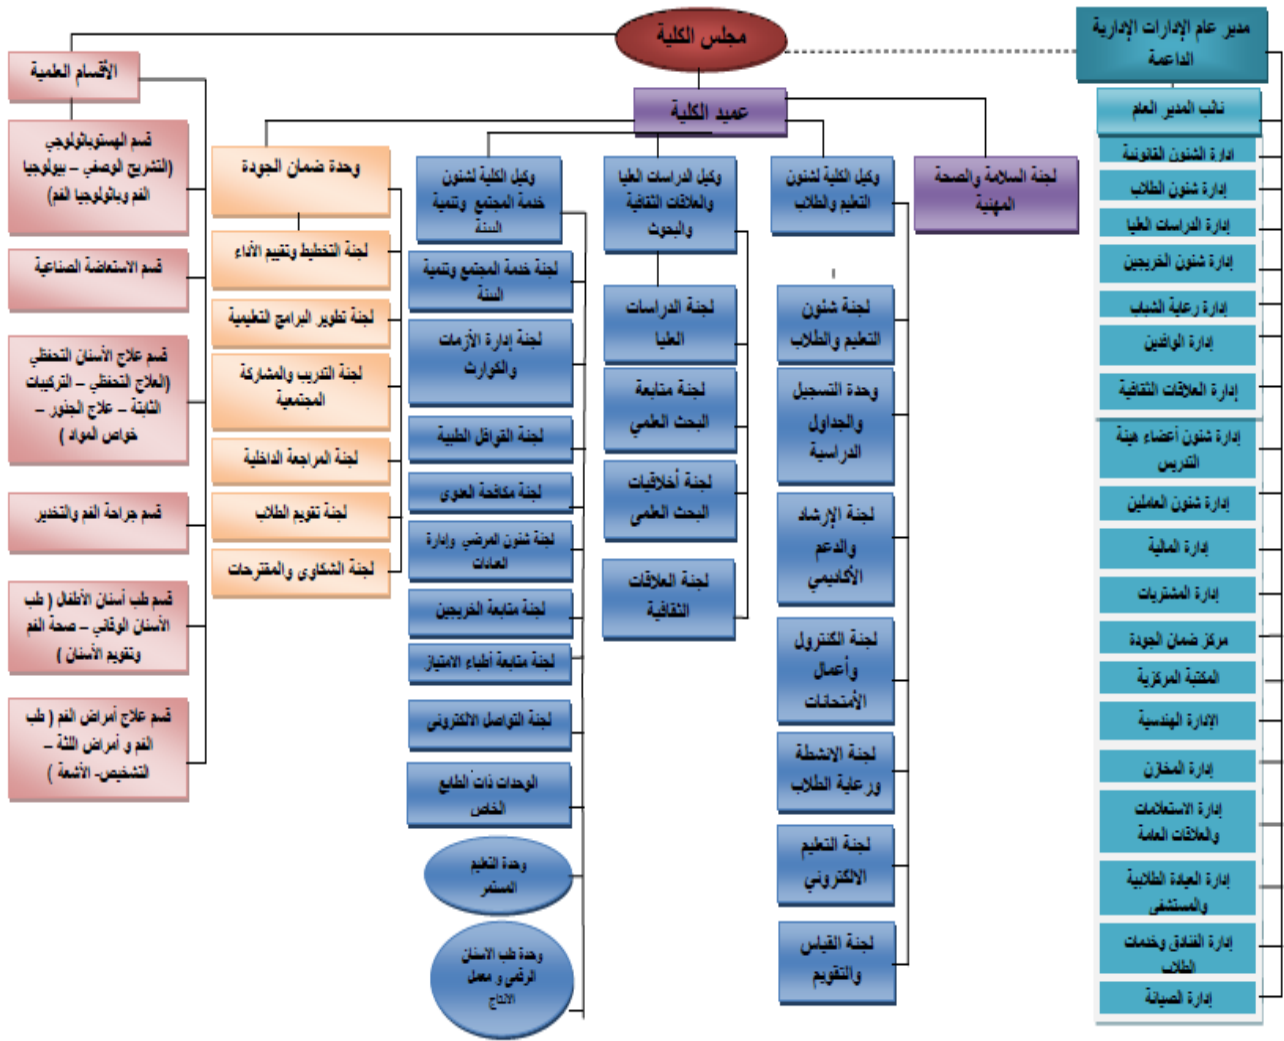 مجلس الكلية
مدير عام الإدارات الإدارية
الداعمة
عميد الكلية
نائب المدير العام
إدارة الشئون القانونية
إدارة شئون الطلاب
إدارة الدراسات العليا
إدارة شئون الخريجين
إدارة رعاية الشباب
إدارة الوافدين
إدارة العلاقات الثقافية
إدارة شئون أعضاء هيئة
التدريس
إدارة شئون العاملين
إدارة المالية
إدارة المشتريات
مركز ضمان الجودة
المكتبة المركزية
الإدارة الهندسية
إدارة المخازن
إدارة الاستعلامات
والعلاقات العامة
إدارة العيادة الطلابية
والمستشفى
إدارة الفنادق وخدمات
الطلاب
إدارة الصيانة
لجنة السلامة والصحة
المهنية
وكيل الكلية لشئون
التعليم والطلاب
لجنة شئون
التعليم والطلاب
وحدة التسجيل
والجداول
الدراسية
لجنة الإرشاد
والدعم
الأكاديمي
لجنة الكنترول
وأعمال
الأمتحانات
لجنة الانشطة
ورعاية الطلاب
لجنة التعليم
الالكتروني
لجنة القياس
والتقويم
وكيل الدراسات العليا
والعلاقات الثقافية
والبحوث
لجنة الدراسات
العليا
لجنة متابعة
البحث العلمي
لجنة أخلاقيات
البحث العلمى
لجنة العلاقات
الثقافية
وكيل الكلية لشئون
خدمة المجتمع وتنمية
البيئة
لجنة خدمة المجتمع وتنمية
البيئة
لجنة إدارة الأزمات
والكوارث
لجنة القوافل الطبية
لجنة مكافحة العدوى
لجنة شئون المرضي وإدارة
العيادات
لجنة متابعة الخريجين
لجنة متابعة أطباء الامتياز
لجنة التواصل الالكترونى
الوحدات ذات الطابع
الخاص
وحدة التعليم
المستمر
وحدة طب الاسنان
الرقمي و معمل
الانتاج
وحدة ضمان الجودة
لجنة التخطيط وتقييم الأداء
لجنة تطوير البرامج التعليمية
لجنة التدريب والمشاركة
المجتمعية
لجنة المراجعة الداخلية
لجنة تقويم الطلاب
لجنة الشكاوى والمقترحات
الأقسام العلمية
قسم الهستوباثولوجي
(التشريح الوصفي – بيولوجيا
الفم وباثولوجيا الفم)
قسم الاستعاضة الصناعية
قسم علاج الأسنان التحفظي
(العلاج التحفظي – التركيبات
الثابتة – علاج الجذور –
خواص المواد )
قسم جراحة الفم والتخدير
قسم طب أسنان الأطفال ( طب
الأسنان الوقائي – صحة الفم
وتقويم الأسنان )
قسم علاج أمراض الفم ( طب
الفم و أمراض اللثة –
التشخيص- الأشعة )